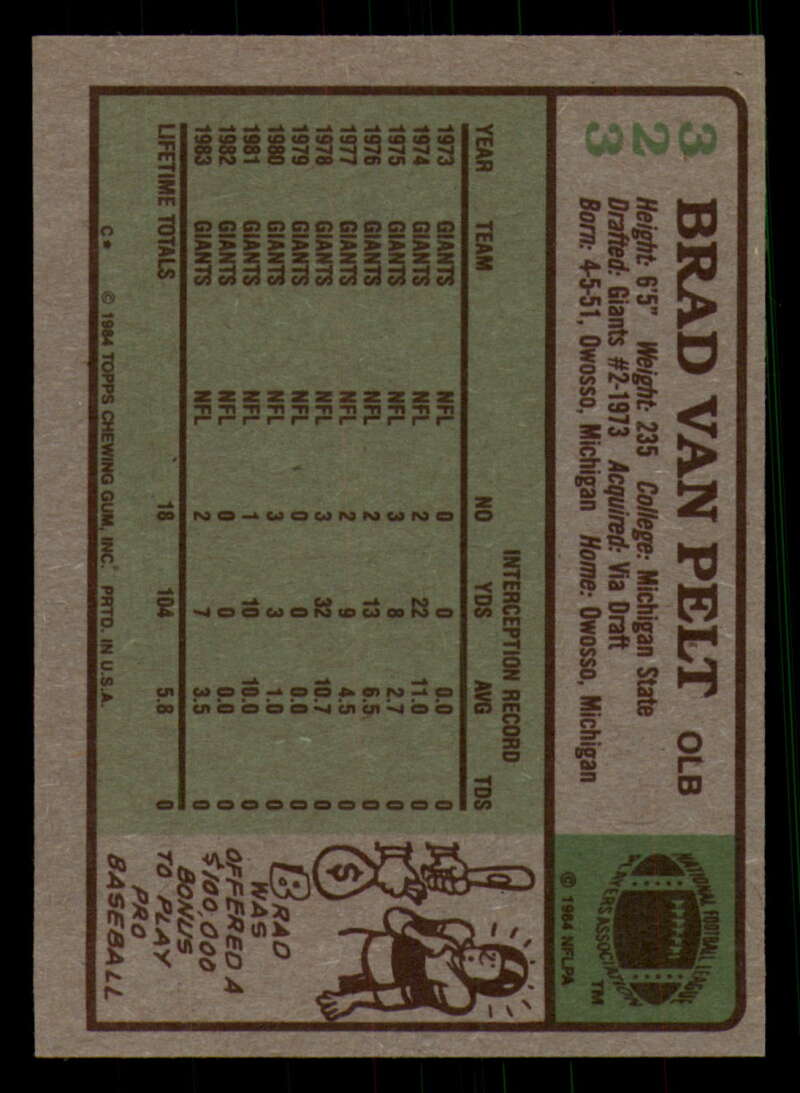 323
BRAD VAN PELT OLB
Height: 6'5" Weight: 235 College: Michigan State
Drafted: Giants #2-1973 Acquired: Via Draft
Born: 4-5-51, Owosso, Michigan Home: Owosso, Michigan
NATIONAL FOOTBALL LEAGUE
PLAYERS ASSOCIATION
TM
© 1984 NFLPA
INTERCEPTION RECORD
YEAR TEAM NO YDS AVG TDS
1973 GIANTS NFL 0 0 0.0 0
1974 GIANTS NFL 2 22 11.0 0
1975 GIANTS NFL 3 8 2.7 0
1976 GIANTS NFL 2 13 6.5 0
1977 GIANTS NFL 2 9 4.5 0
1978 GIANTS NFL 3 32 10.7 0
1979 GIANTS NFL 0 0 0.0 0
1980 GIANTS NFL 3 3 1.0 0
1981 GIANTS NFL 1 10 10.0 0
1982 GIANTS NFL 0 0 0.0 0
1983 GIANTS NFL 2 7 3.5 0
LIFETIME TOTALS 18 104 5.8 0
C* © 1984 TOPPS CHEWING GUM, INC. PRTD. IN U.S.A.
$
BRAD
WAS
OFFERED A
$100,000
BONUS
TO PLAY
PRO
BASEBALL